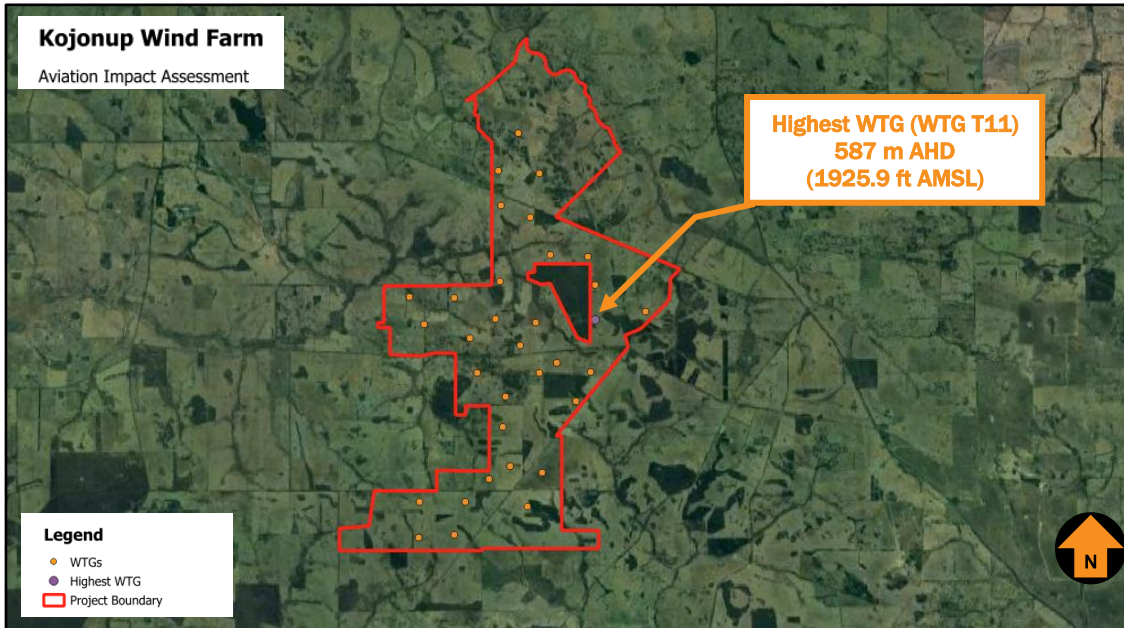 Kojonup Wind Farm
Aviation Impact Assessment
Highest WTG (WTG T11)
587 m AHD
(1925.9 ft AMSL)
Legend
WTGs
Highest WTG
Project Boundary
N